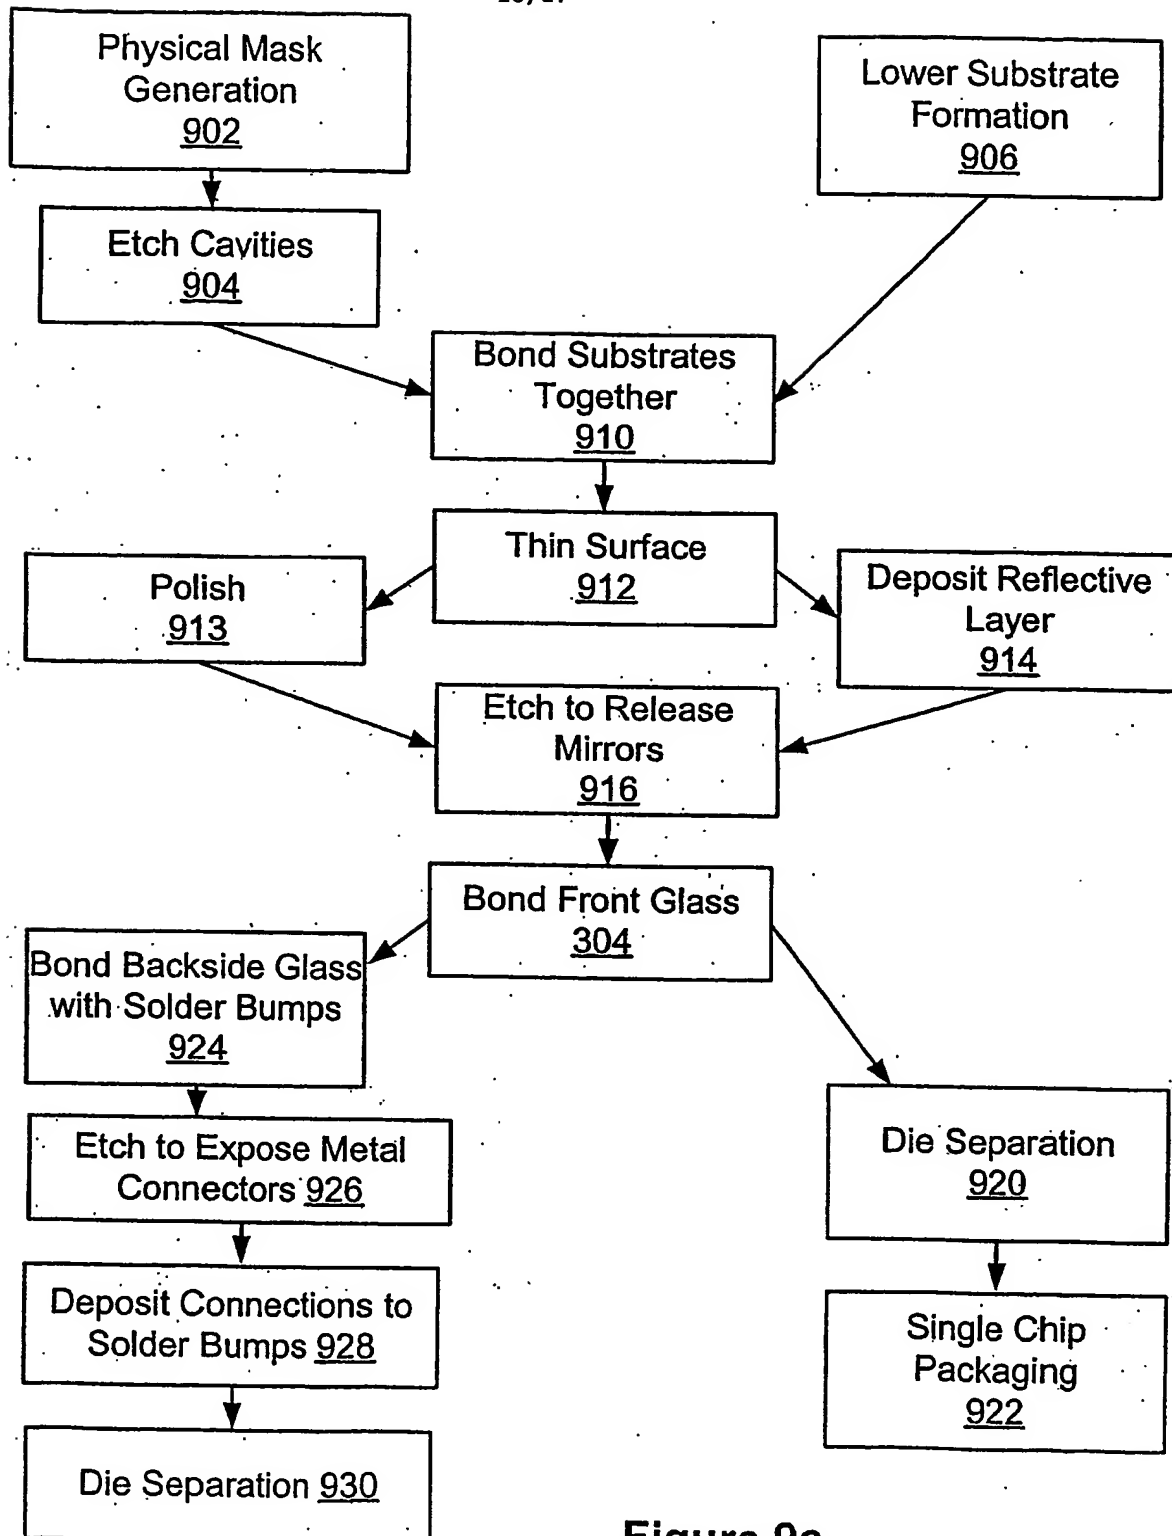 Physical Mask
Generation
902
Lower Substrate
Formation
906
Etch Cavities
904
Bond Substrates
Together
910
Thin Surface
912
Polish
913
Deposit Reflective
Layer
914
Etch to Release
Mirrors
916
Bond Front Glass
304
Bond Backside Glass
with Solder Bumps
924
Etch to Expose Metal
Connectors 926
Die Separation
920
Deposit Connections to
Solder Bumps 928
Single Chip
Packaging
922
Die Separation 930